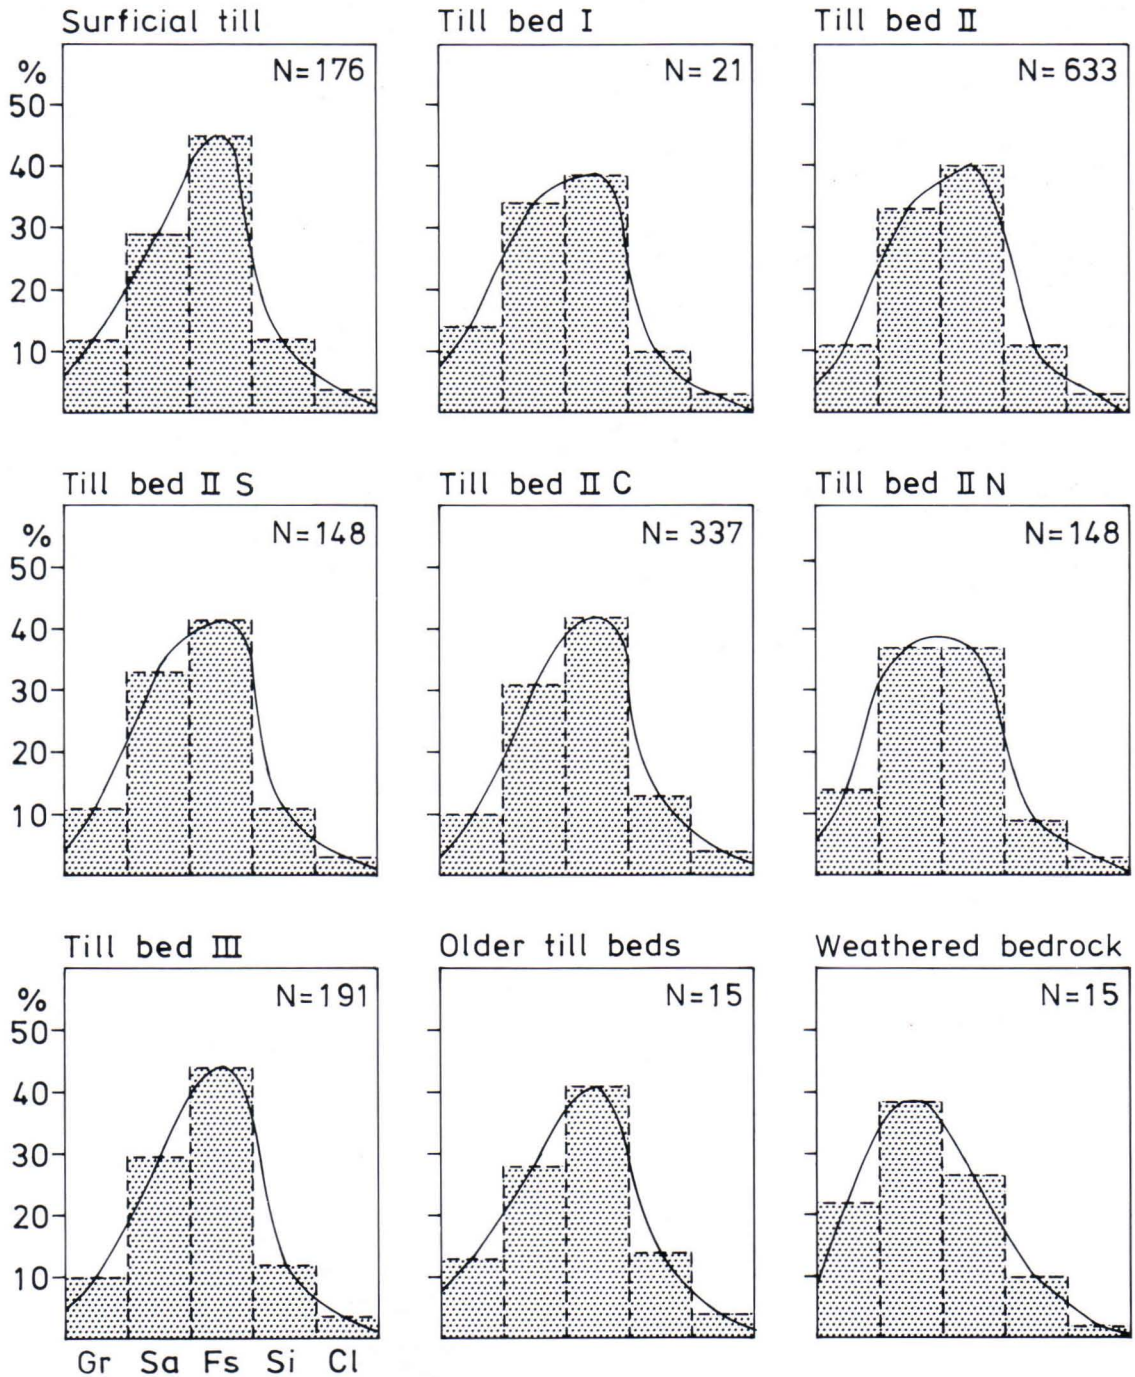 Surficial till
Till bed I
Till bed II
%
50
40
30
20
10
N=176
N=21
N=633
Till bed II S
Till bed II C
Till bed II N
%
50
40
30
20
10
N=148
N=337
N=148
Till bed III
Older till beds
Weathered bedrock
%
50
40
30
20
10
N=191
N=15
N=15
Gr Sa Fs Si Cl